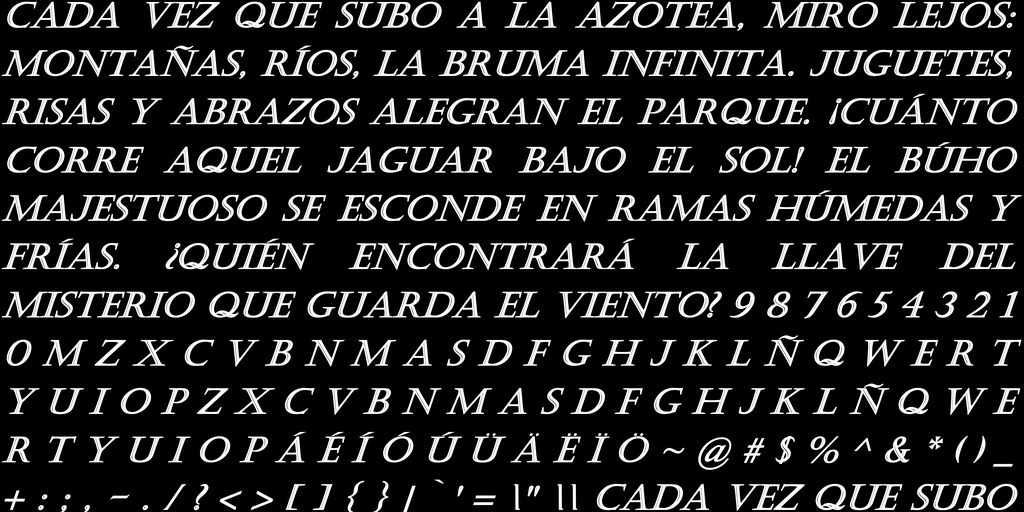 CADA VEZ QUE SUBO A LA AZOTEA, MIRO LEJOS:
MONTAÑAS, RÍOS, LA BRUMA INFINITA. JUGUETES,
RISAS Y ABRAZOS ALEGRAN EL PARQUE. ¡CUÁNTO
CORRE AQUEL JAGUAR BAJO EL SOL! EL BÚHO
MAJESTUOSO SE ESCONDE EN RAMAS HÚMEDAS Y
FRÍAS. ¿QUIÉN ENCONTRARÁ LA LLAVE DEL
MISTERIO QUE GUARDA EL VIENTO? 9 8 7 6 5 4 3 2 1
0 M Z X C V B N M A S D F G H J K L Ñ Q W E R T
Y U I O P Z X C V B N M A S D F G H J K L Ñ Q W E
R T Y U I O P Á É Í Ó Ú Ü Ä Ë Ï Ö ~ @ # $ % ^ & * ( ) _
+ : ; , - . / ? < > [ ] { } | ` ' = \" \\ CADA VEZ QUE SUBO